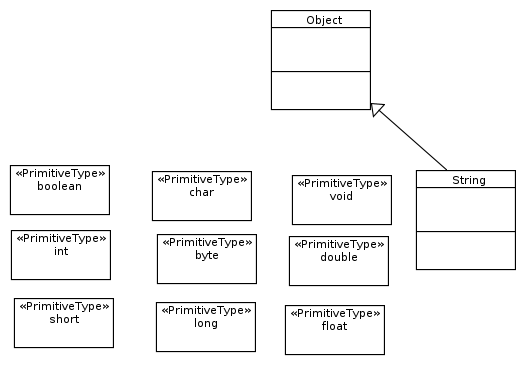 Object
«PrimitiveType»
boolean
«PrimitiveType»
char
«PrimitiveType»
void
String
«PrimitiveType»
int
«PrimitiveType»
byte
«PrimitiveType»
double
«PrimitiveType»
short
«PrimitiveType»
long
«PrimitiveType»
float